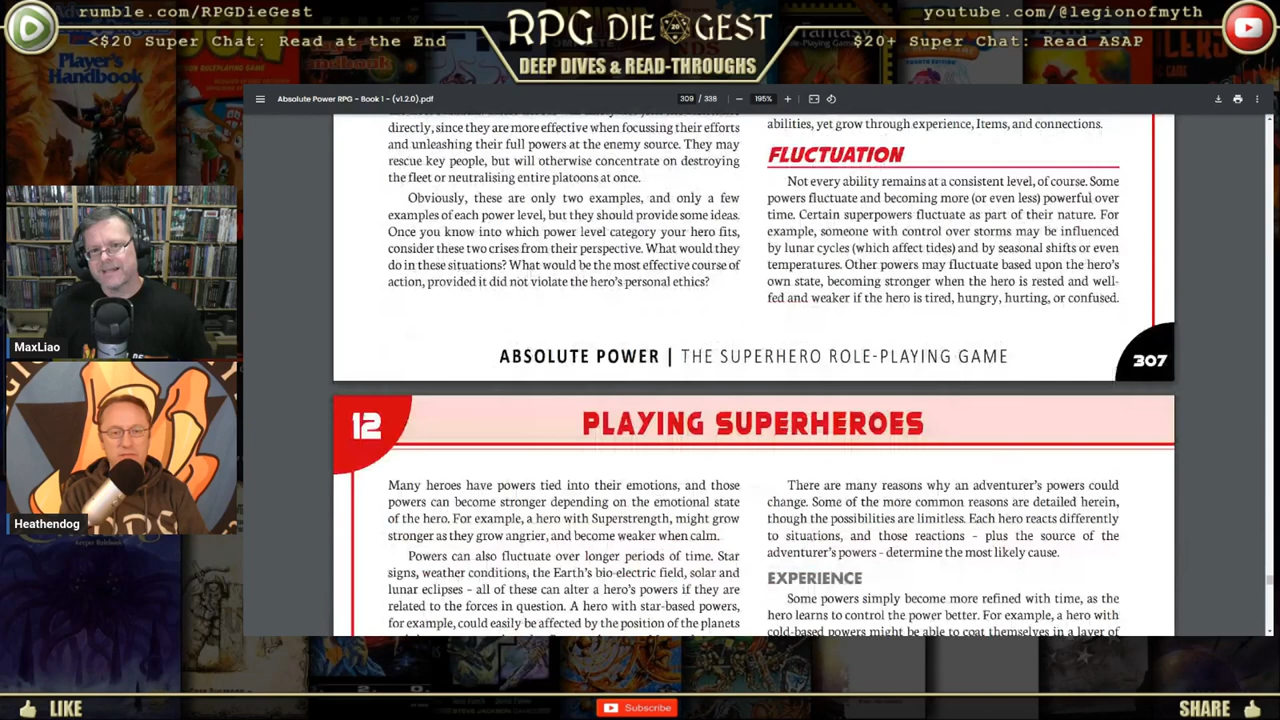 rumble.com/RPGDieGest
<$20 Super Chat: Read at the End
RPG DIE GEST
DEEP DIVES & READ-THROUGHS
youtube.com/@legionofmyth
$20+ Super Chat: Read ASAP
Player's
Handbook
Absolute Power RPG - Book 1 - (v1.2.0).pdf
309 / 338
195%
directly, since they are more effective when focussing their efforts
and unleashing their full powers at the enemy source. They may
rescue key people, but will otherwise concentrate on destroying
the fleet or neutralising entire platoons at once.
Obviously, these are only two examples, and only a few
examples of each power level, but they should provide some ideas.
Once you know into which power level category your hero fits,
consider these two crises from their perspective. What would they
do in these situations? What would be the most effective course of
action, provided it did not violate the hero's personal ethics?
abilities, yet grow through experience, Items, and connections.
FLUCTUATION
Not every ability remains at a consistent level, of course. Some
powers fluctuate and becoming more (or even less) powerful over
time. Certain superpowers fluctuate as part of their nature. For
example, someone with control over storms may be influenced
by lunar cycles (which affect tides) and by seasonal shifts or even
temperatures. Other powers may fluctuate based upon the hero's
own state, becoming stronger when the hero is rested and well-
fed and weaker if the hero is tired, hungry, hurting, or confused.
ABSOLUTE POWER | THE SUPERHERO ROLE-PLAYING GAME
307
12
PLAYING SUPERHEROES
Many heroes have powers tied into their emotions, and those
powers can become stronger depending on the emotional state
of the hero. For example, a hero with Superstrength, might grow
stronger as they grow angrier, and become weaker when calm.
Powers can also fluctuate over longer periods of time. Star
signs, weather conditions, the Earth's bio-electric field, solar and
lunar eclipses – all of these can alter a hero's powers if they are
related to the forces in question. A hero with star-based powers,
for example, could easily be affected by the position of the planets
There are many reasons why an adventurer's powers could
change. Some of the more common reasons are detailed herein,
though the possibilities are limitless. Each hero reacts differently
to situations, and those reactions – plus the source of the
adventurer's powers – determine the most likely cause.
EXPERIENCE
Some powers simply become more refined with time, as the
hero learns to control the power better. For example, a hero with
cold-based powers might be able to coat themselves in a layer of
MaxLiao
Heathendog
LIKE
Subscribe
SHARE